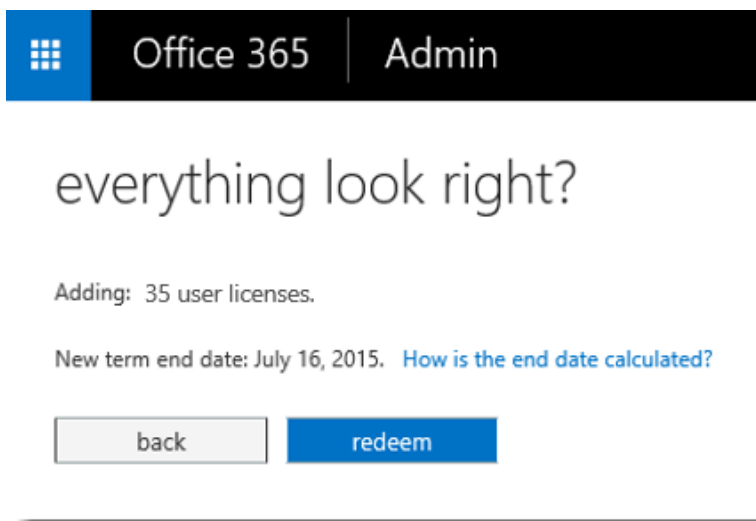 Office 365 Admin
everything look right?
Adding: 35 user licenses.
New term end date: July 16, 2015. How is the end date calculated?
back redeem